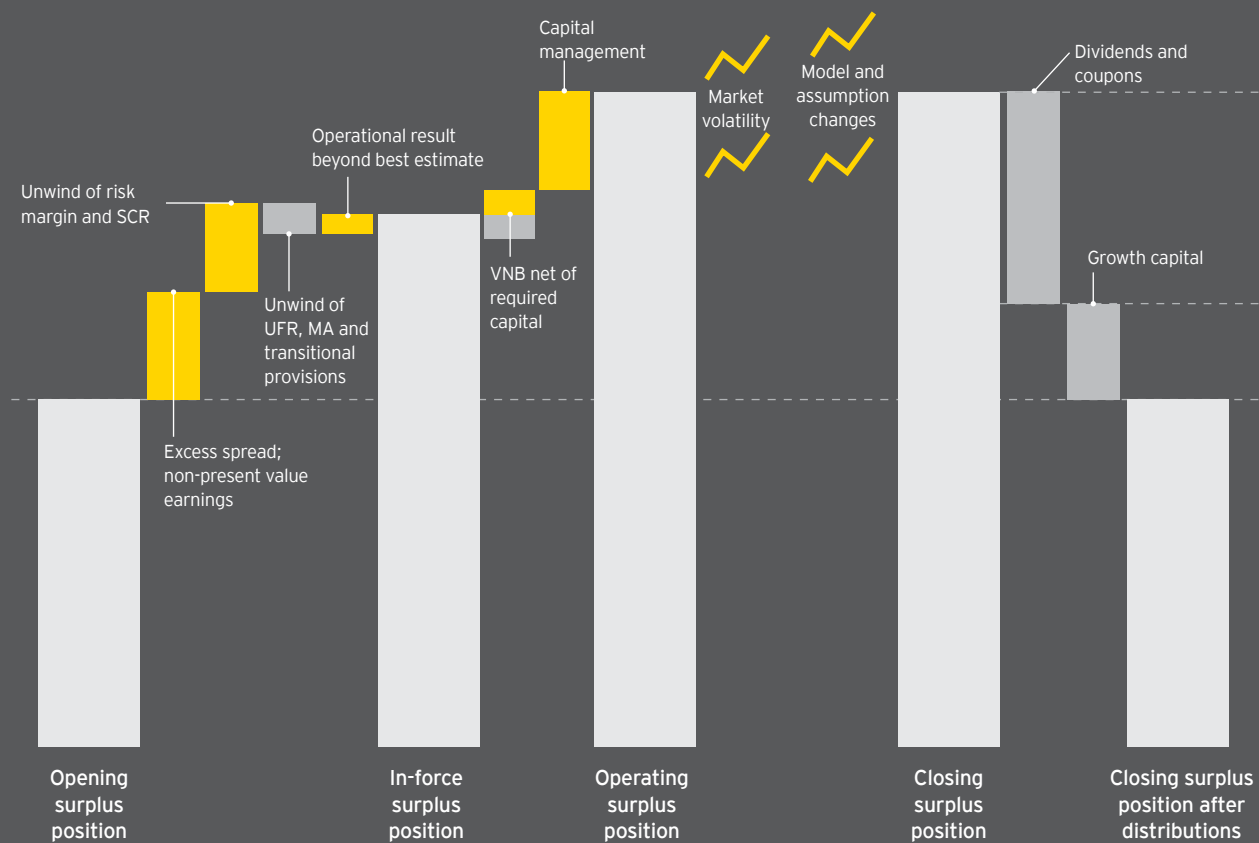 Capital
management
Dividends and
coupons
Market
volatility
Model and
assumption
changes
Operational result
beyond best estimate
Unwind of risk
margin and SCR
Growth capital
VNB net of
required
capital
Unwind of
UFR, MA and
transitional
provisions
Excess spread;
non-present value
earnings
Opening
surplus
position
In-force
surplus
position
Operating
surplus
position
Closing
surplus
position
Closing surplus
position after
distributions